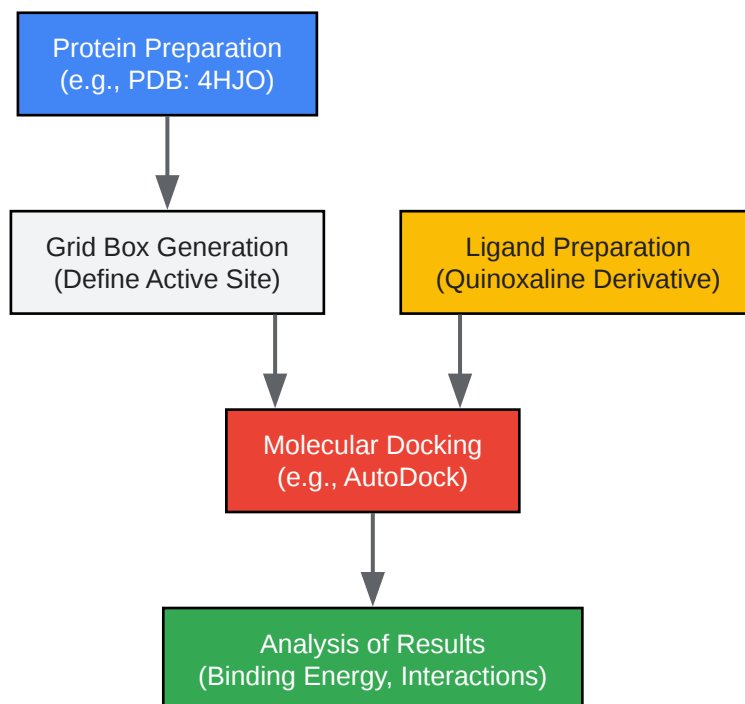 Protein Preparation
(e.g., PDB: 4HJO)
Grid Box Generation
(Define Active Site)
Ligand Preparation
(Quinoxaline Derivative)
Molecular Docking
(e.g., AutoDock)
Analysis of Results
(Binding Energy, Interactions)